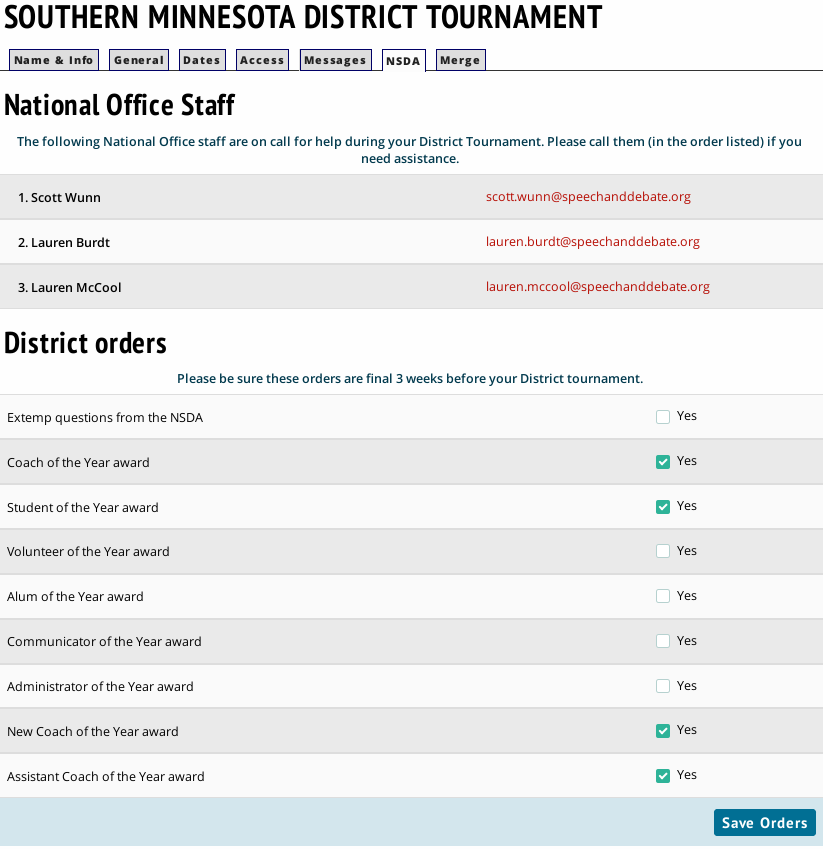 SOUTHERN MINNESOTA DISTRICT TOURNAMENT
Name & Info General Dates Access Messages NSDA Merge
National Office Staff
The following National Office staff are on call for help during your District Tournament. Please call them (in the order listed) if you
need assistance.
1. Scott Wunn scott.wunn@speechanddebate.org
2. Lauren Burdt lauren.burdt@speechanddebate.org
3. Lauren McCool lauren.mccool@speechanddebate.org
District orders
Please be sure these orders are final 3 weeks before your District tournament.
Extemp questions from the NSDA Yes
Coach of the Year award Yes
Student of the Year award Yes
Volunteer of the Year award Yes
Alum of the Year award Yes
Communicator of the Year award Yes
Administrator of the Year award Yes
New Coach of the Year award Yes
Assistant Coach of the Year award Yes
Save Orders